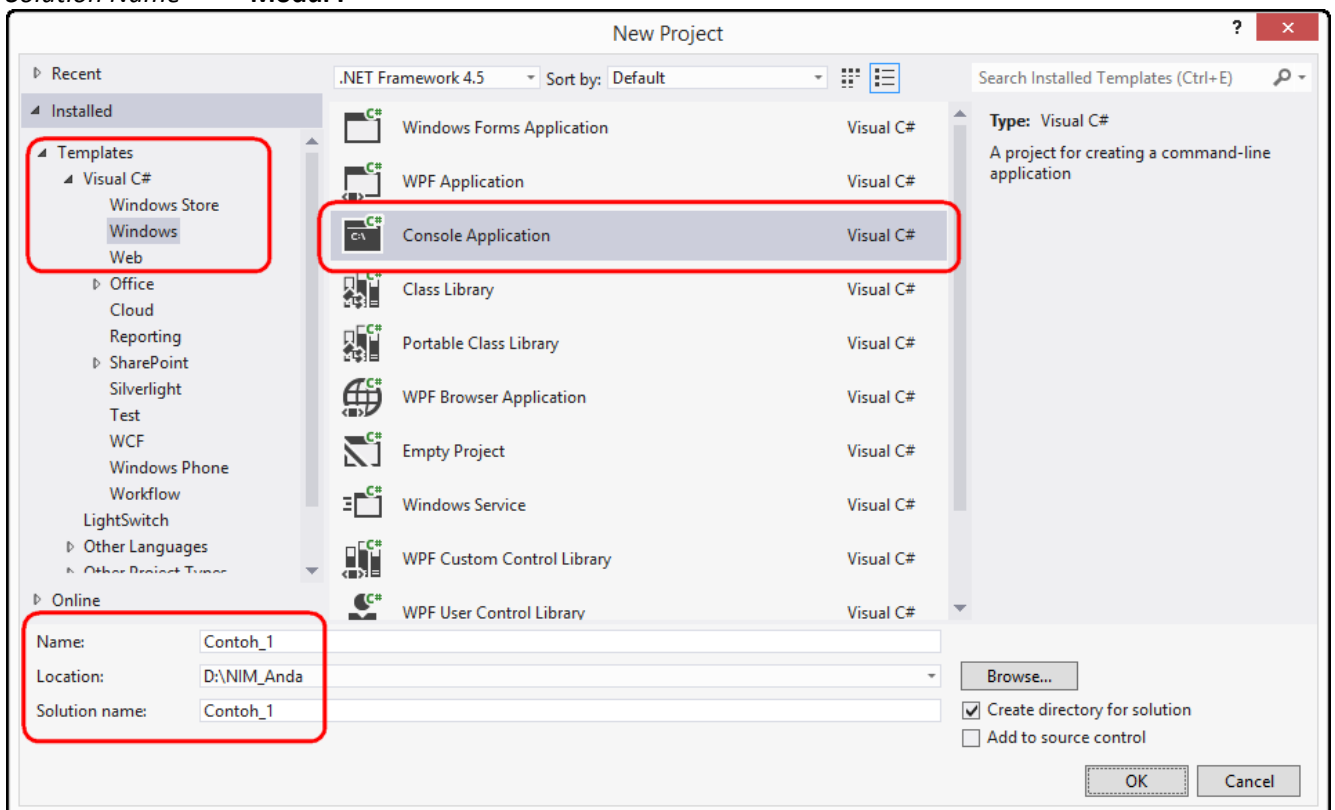 Solution Name
New Project
? ×
Recent
.NET Framework 4.5 Sort by: Default
Search Installed Templates (Ctrl+E)
Installed
Templates
Visual C#
Windows Store
Windows
Web
Office
Cloud
Reporting
SharePoint
Silverlight
Test
WCF
Windows Phone
Workflow
LightSwitch
Other Languages
Other Project Types
Online
C# Windows Forms Application Visual C#
C# WPF Application Visual C#
C# C:\ Console Application Visual C#
C# Class Library Visual C#
C# Portable Class Library Visual C#
C# WPF Browser Application Visual C#
C# Empty Project Visual C#
C# Windows Service Visual C#
C# WPF Custom Control Library Visual C#
C# WPF User Control Library Visual C#
Type: Visual C#
A project for creating a command-line
application
Name: Contoh_1
Location: D:\NIM_Anda
Solution name: Contoh_1
Browse...
Create directory for solution
Add to source control
OK Cancel